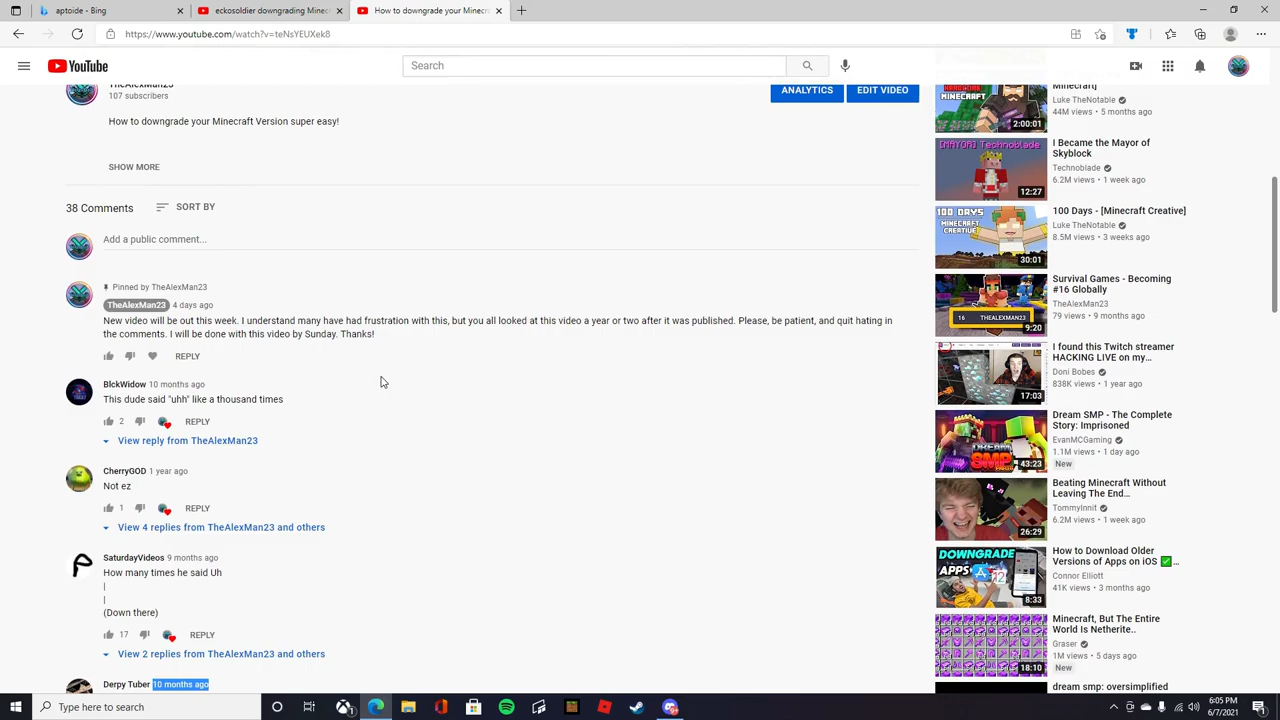 aptoide - Bing
eckosoldier downgrading Minec
How to downgrade your Minecra
https://www.youtube.com/watch?v=teNsYEUXek8
YouTube
Search
TheAlexMan23
107 subscribers
ANALYTICS
EDIT VIDEO
How to downgrade your Minecraft Version super easy!
SHOW MORE
38 Comments
SORT BY
Add a public comment...
Pinned by TheAlexMan23
TheAlexMan23 4 days ago
New video will be out this week. I understand many have had frustration with this, but you all looked at this video a year or two after it was published. Please, be patient, and quit hating in
the comments. I will be done with this video by Sunday. Thanks!
REPLY
BlckWidow 10 months ago
This dude said "uhh" like a thousand times
2 REPLY
View reply from TheAlexMan23
CherryGOD 1 year ago
Not ez
1 REPLY
View 4 replies from TheAlexMan23 and others
SaturdayVideos 9 months ago
How many times he said Uh
|
|
(Down there)
17 REPLY
View 2 replies from TheAlexMan23 and others
Derpy Tuber 10 months ago
HARDCORE
MINECRAFT
2:00:01
Minecraft]
Luke TheNotable
44M views • 5 months ago
[MAYOR] Technoblade
12:27
I Became the Mayor of
Skyblock
Technoblade
6.2M views • 1 week ago
100 DAYS
MINECRAFT
CREATIVE
30:01
100 Days - [Minecraft Creative]
Luke TheNotable
8.5M views • 3 weeks ago
16 THEALEXMAN23
9:20
Survival Games - Becoming
#16 Globally
TheAlexMan23
79 views • 9 months ago
17:03
I found this Twitch streamer
HACKING LIVE on my...
Doni Bobes
838K views • 1 year ago
DREAM
SMP
43:23
Dream SMP - The Complete
Story: Imprisoned
EvanMCGaming
1.1M views • 1 day ago
New
26:29
Beating Minecraft Without
Leaving The End...
TommyInnit
6.2M views • 1 week ago
DOWNGRADE
APPS
12
8:33
How to Download Older
Versions of Apps on iOS ✅...
Connor Elliott
41K views • 3 months ago
18:10
Minecraft, But The Entire
World Is Netherite..
Graser
1M views • 5 days ago
New
dream smp: oversimplified
Type here to search
6:05 PM
6/7/2021